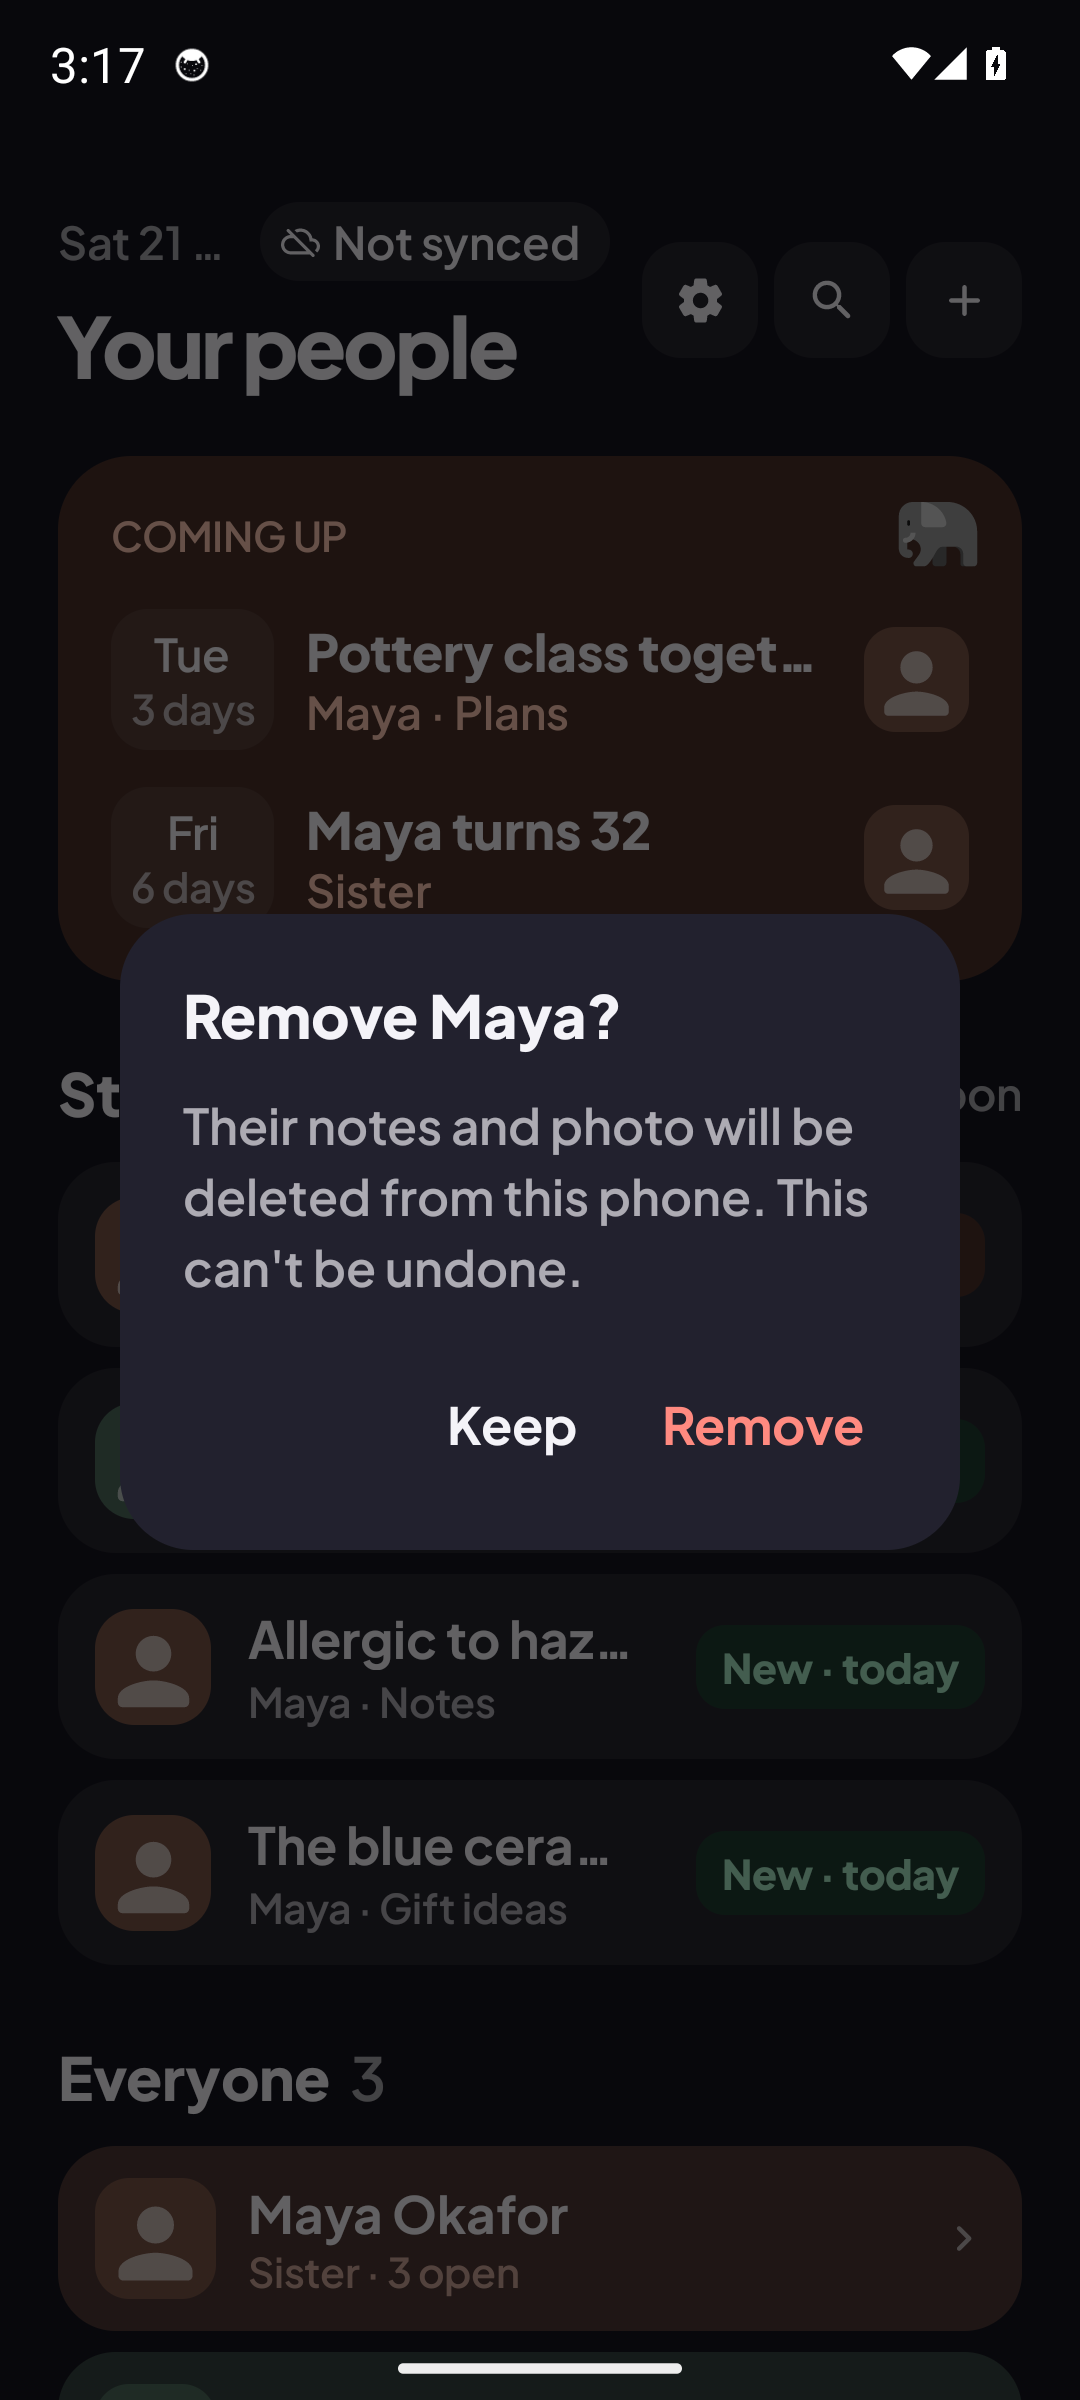 3:17
Sat 21 ...
Not synced
Your people
COMING UP
Tue
3 days
Pottery class toget...
Maya · Plans
Fri
6 days
Maya turns 32
Sister
Remove Maya?
Their notes and photo will be
deleted from this phone. This
can't be undone.
Keep
Remove
Allergic to haz...
Maya · Notes
New · today
The blue cera...
Maya · Gift ideas
New · today
Everyone 3
Maya Okafor
Sister · 3 open